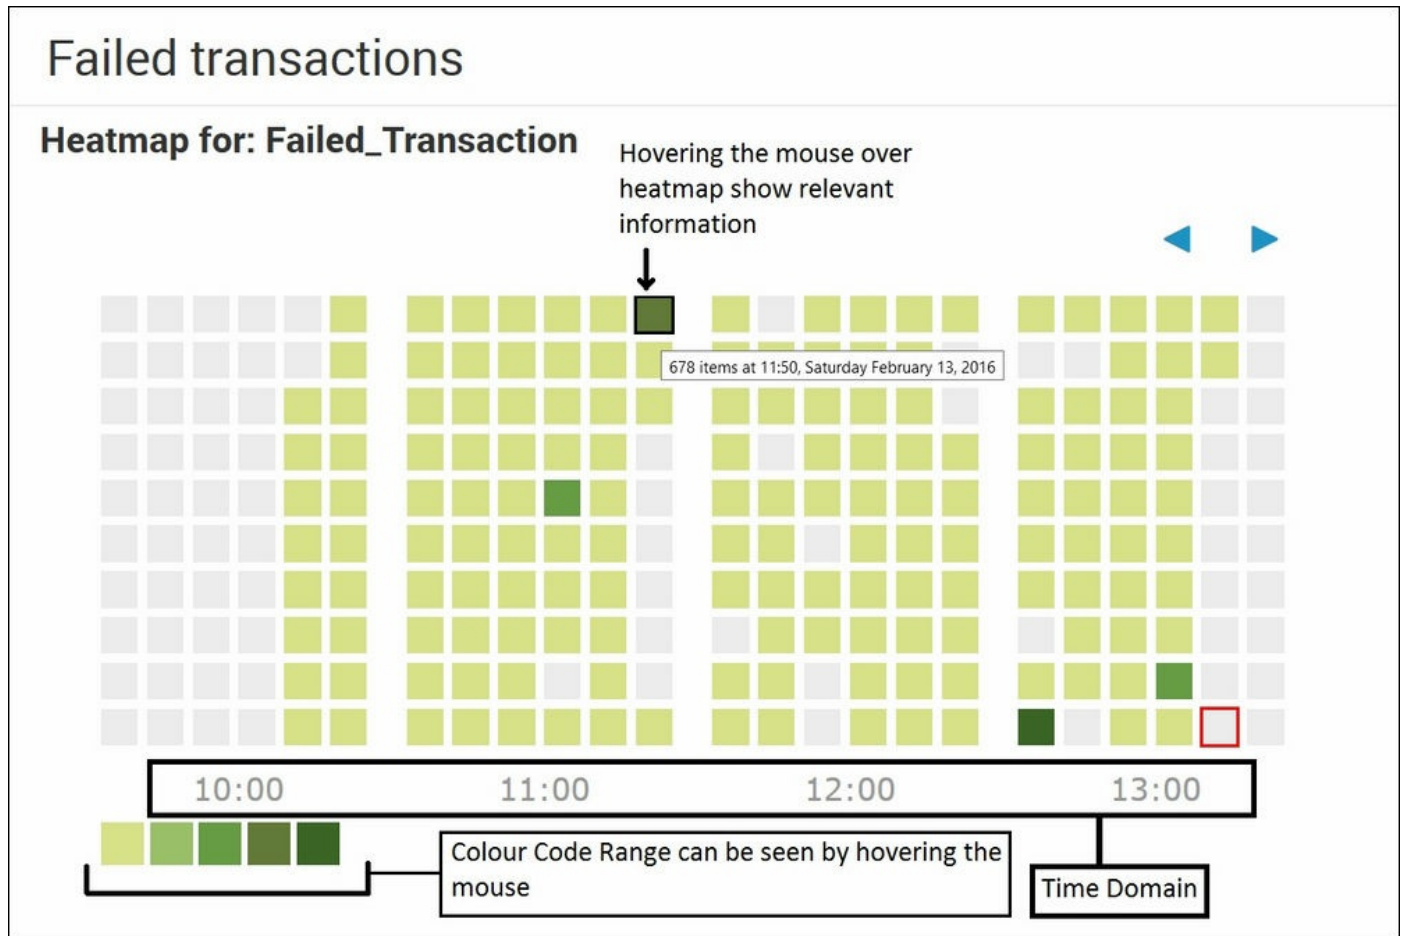 Failed transactions
Heatmap for: Failed_Transaction
Hovering the mouse over
heatmap show relevant
information
678 items at 11:50, Saturday February 13, 2016
10:00
11:00
12:00
13:00
Colour Code Range can be seen by hovering the
mouse
Time Domain